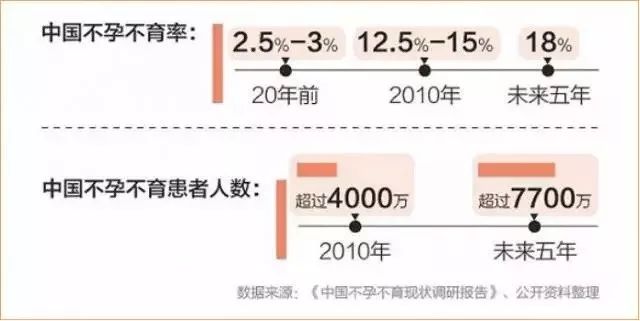 中国不孕不育率：
2.5%–3% 12.5%–15% 18%
20年前 2010年 未来五年
中国不孕不育患者人数：
超过4000万 超过7700万
2010年 未来五年
数据来源：《中国不孕不育现状调研报告》、公开资料整理